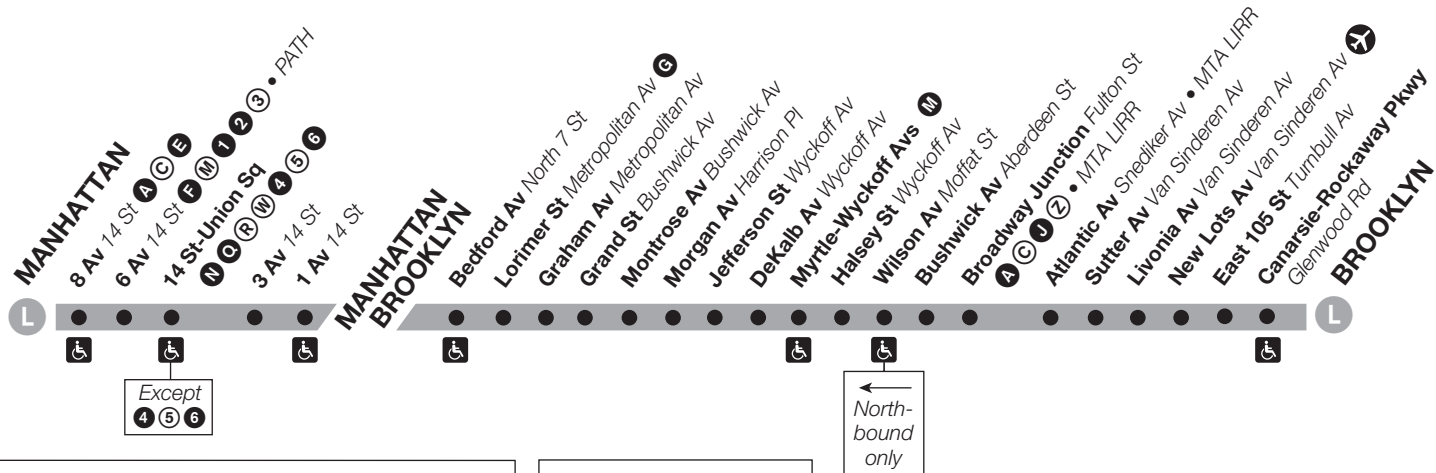 MANHATTAN
8 Av 14 St A C E
6 Av 14 St F M 1 2 3 • PATH
14 St-Union Sq
N Q R W 4 5 6
3 Av 14 St
1 Av 14 St
MANHATTAN
BROOKLYN
Bedford Av North 7 St
Lorimer St Metropolitan Av G
Graham Av Metropolitan Av
Grand St Bushwick Av
Montrose Av Bushwick Av
Morgan Av Harrison Pl
Jefferson St Wyckoff Av
DeKalb Av Wyckoff Av
Myrtle-Wyckoff Avs M
Halsey St Wyckoff Av
Wilson Av Moffat St
Bushwick Av Aberdeen St
Broadway Junction Fulton St
A C J Z • MTA LIRR
Atlantic Av Snediker Av • MTA LIRR
Sutter Av Van Sinderen Av
Livonia Av Van Sinderen Av
New Lots Av Van Sinderen Av
East 105 St Turnbull Av
Canarsie-Rockaway Pkwy
Glenwood Rd
BROOKLYN
L
L
Except
4 5 6
North-
bound
only